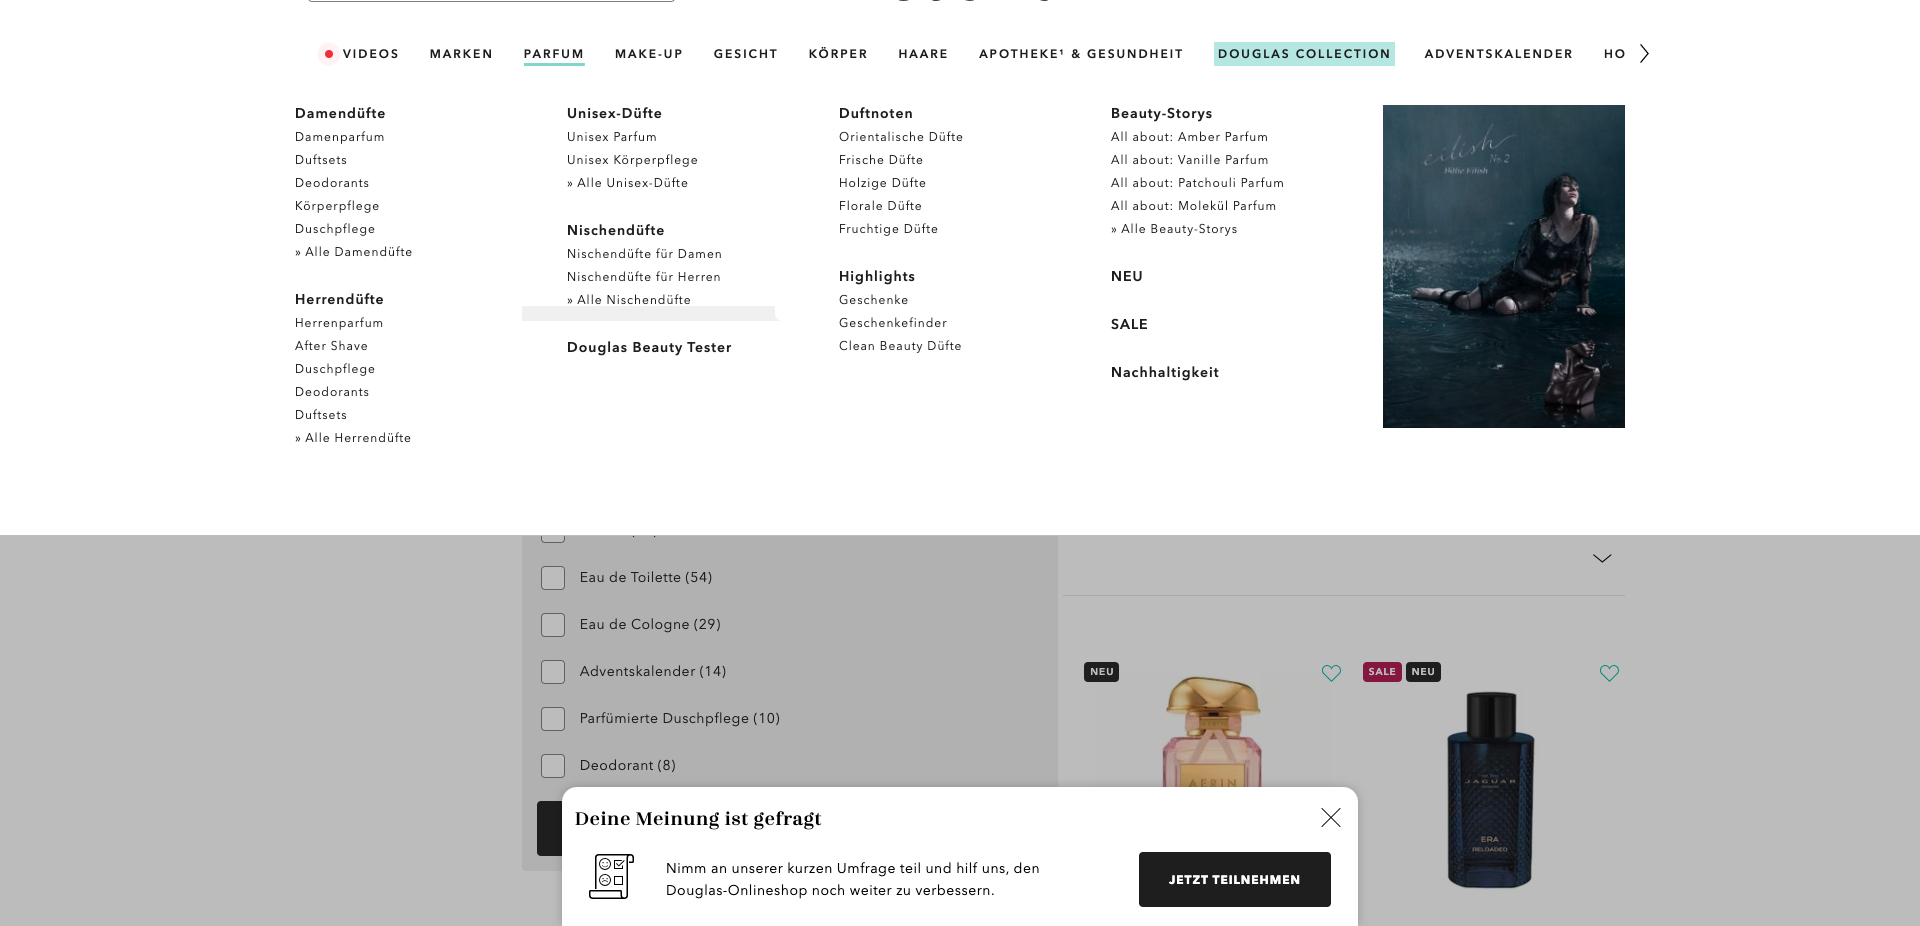 VIDEOS
MARKEN
PARFUM
MAKE-UP
GESICHT
KÖRPER
HAARE
APOTHEKE¹ & GESUNDHEIT
DOUGLAS COLLECTION
ADVENTSKALENDER
HO
Damendüfte
Damenparfum
Duftsets
Deodorants
Körperpflege
Duschpflege
» Alle Damendüfte
Herrendüfte
Herrenparfum
After Shave
Duschpflege
Deodorants
Duftsets
» Alle Herrendüfte
Unisex-Düfte
Unisex Parfum
Unisex Körperpflege
» Alle Unisex-Düfte
Nischendüfte
Nischendüfte für Damen
Nischendüfte für Herren
» Alle Nischendüfte
Douglas Beauty Tester
Duftnoten
Orientalische Düfte
Frische Düfte
Holzige Düfte
Florale Düfte
Fruchtige Düfte
Highlights
Geschenke
Geschenkefinder
Clean Beauty Düfte
Beauty-Storys
All about: Amber Parfum
All about: Vanille Parfum
All about: Patchouli Parfum
All about: Molekül Parfum
» Alle Beauty-Storys
NEU
SALE
Nachhaltigkeit
eilish
No. 2
Billie Eilish
Eau de Toilette (54)
Eau de Cologne (29)
Adventskalender (14)
Parfümierte Duschpflege (10)
Deodorant (8)
NEU
AERIN
SALE
NEU
JAGUAR
ERA
RELOADED
Deine Meinung ist gefragt
Nimm an unserer kurzen Umfrage teil und hilf uns, den
Douglas-Onlineshop noch weiter zu verbessern.
JETZT TEILNEHMEN